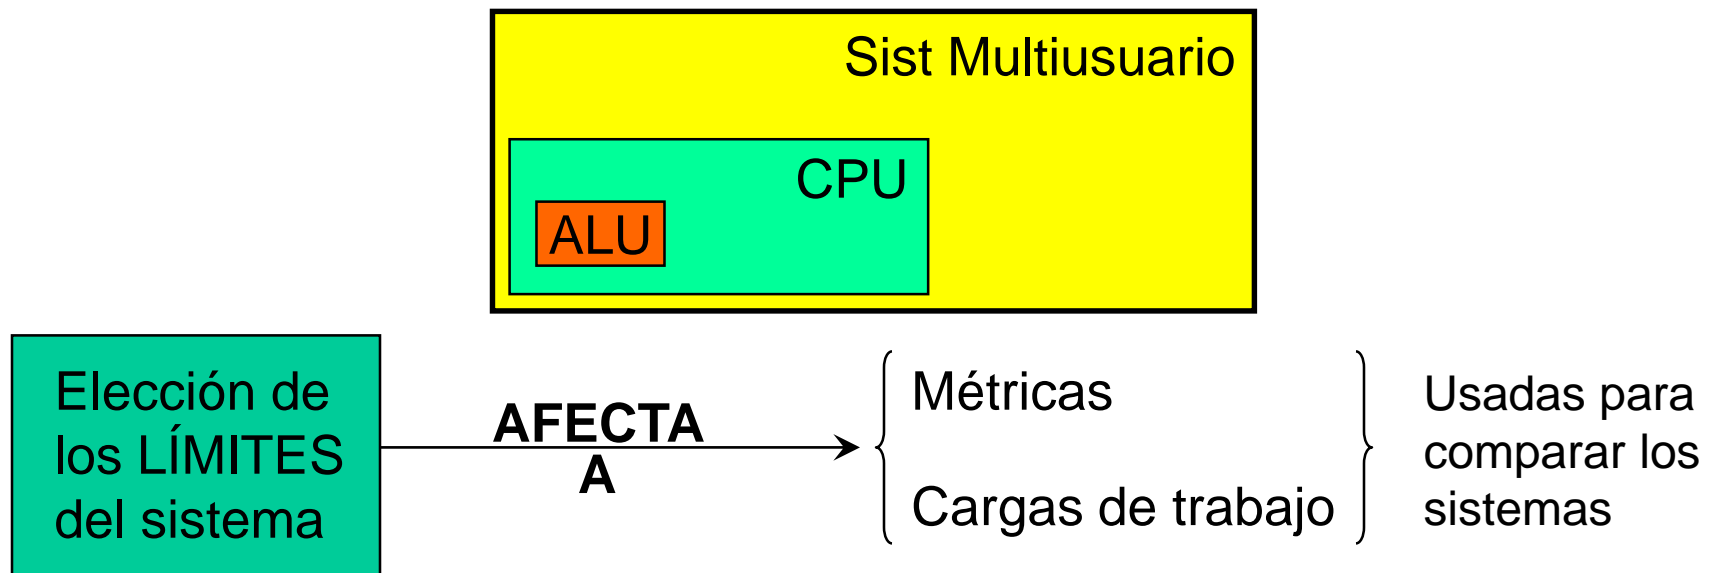 Sist Multiusuario
CPU
ALU
Elección de
los LÍMITES
del sistema
AFECTA
A
Métricas
Cargas de trabajo
Usadas para
comparar los
sistemas